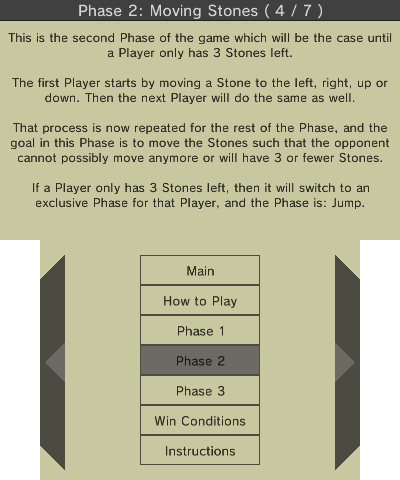 Phase 2: Moving Stones ( 4 / 7 )
This is the second Phase of the game which will be the case until
a Player only has 3 Stones left.
The first Player starts by moving a Stone to the left, right, up or
down. Then the next Player will do the same as well.
That process is now repeated for the rest of the Phase, and the
goal in this Phase is to move the Stones such that the opponent
cannot possibly move anymore or will have 3 or fewer Stones.
If a Player only has 3 Stones left, then it will switch to an
exclusive Phase for that Player, and the Phase is: Jump.
Main
How to Play
Phase 1
Phase 2
Phase 3
Win Conditions
Instructions